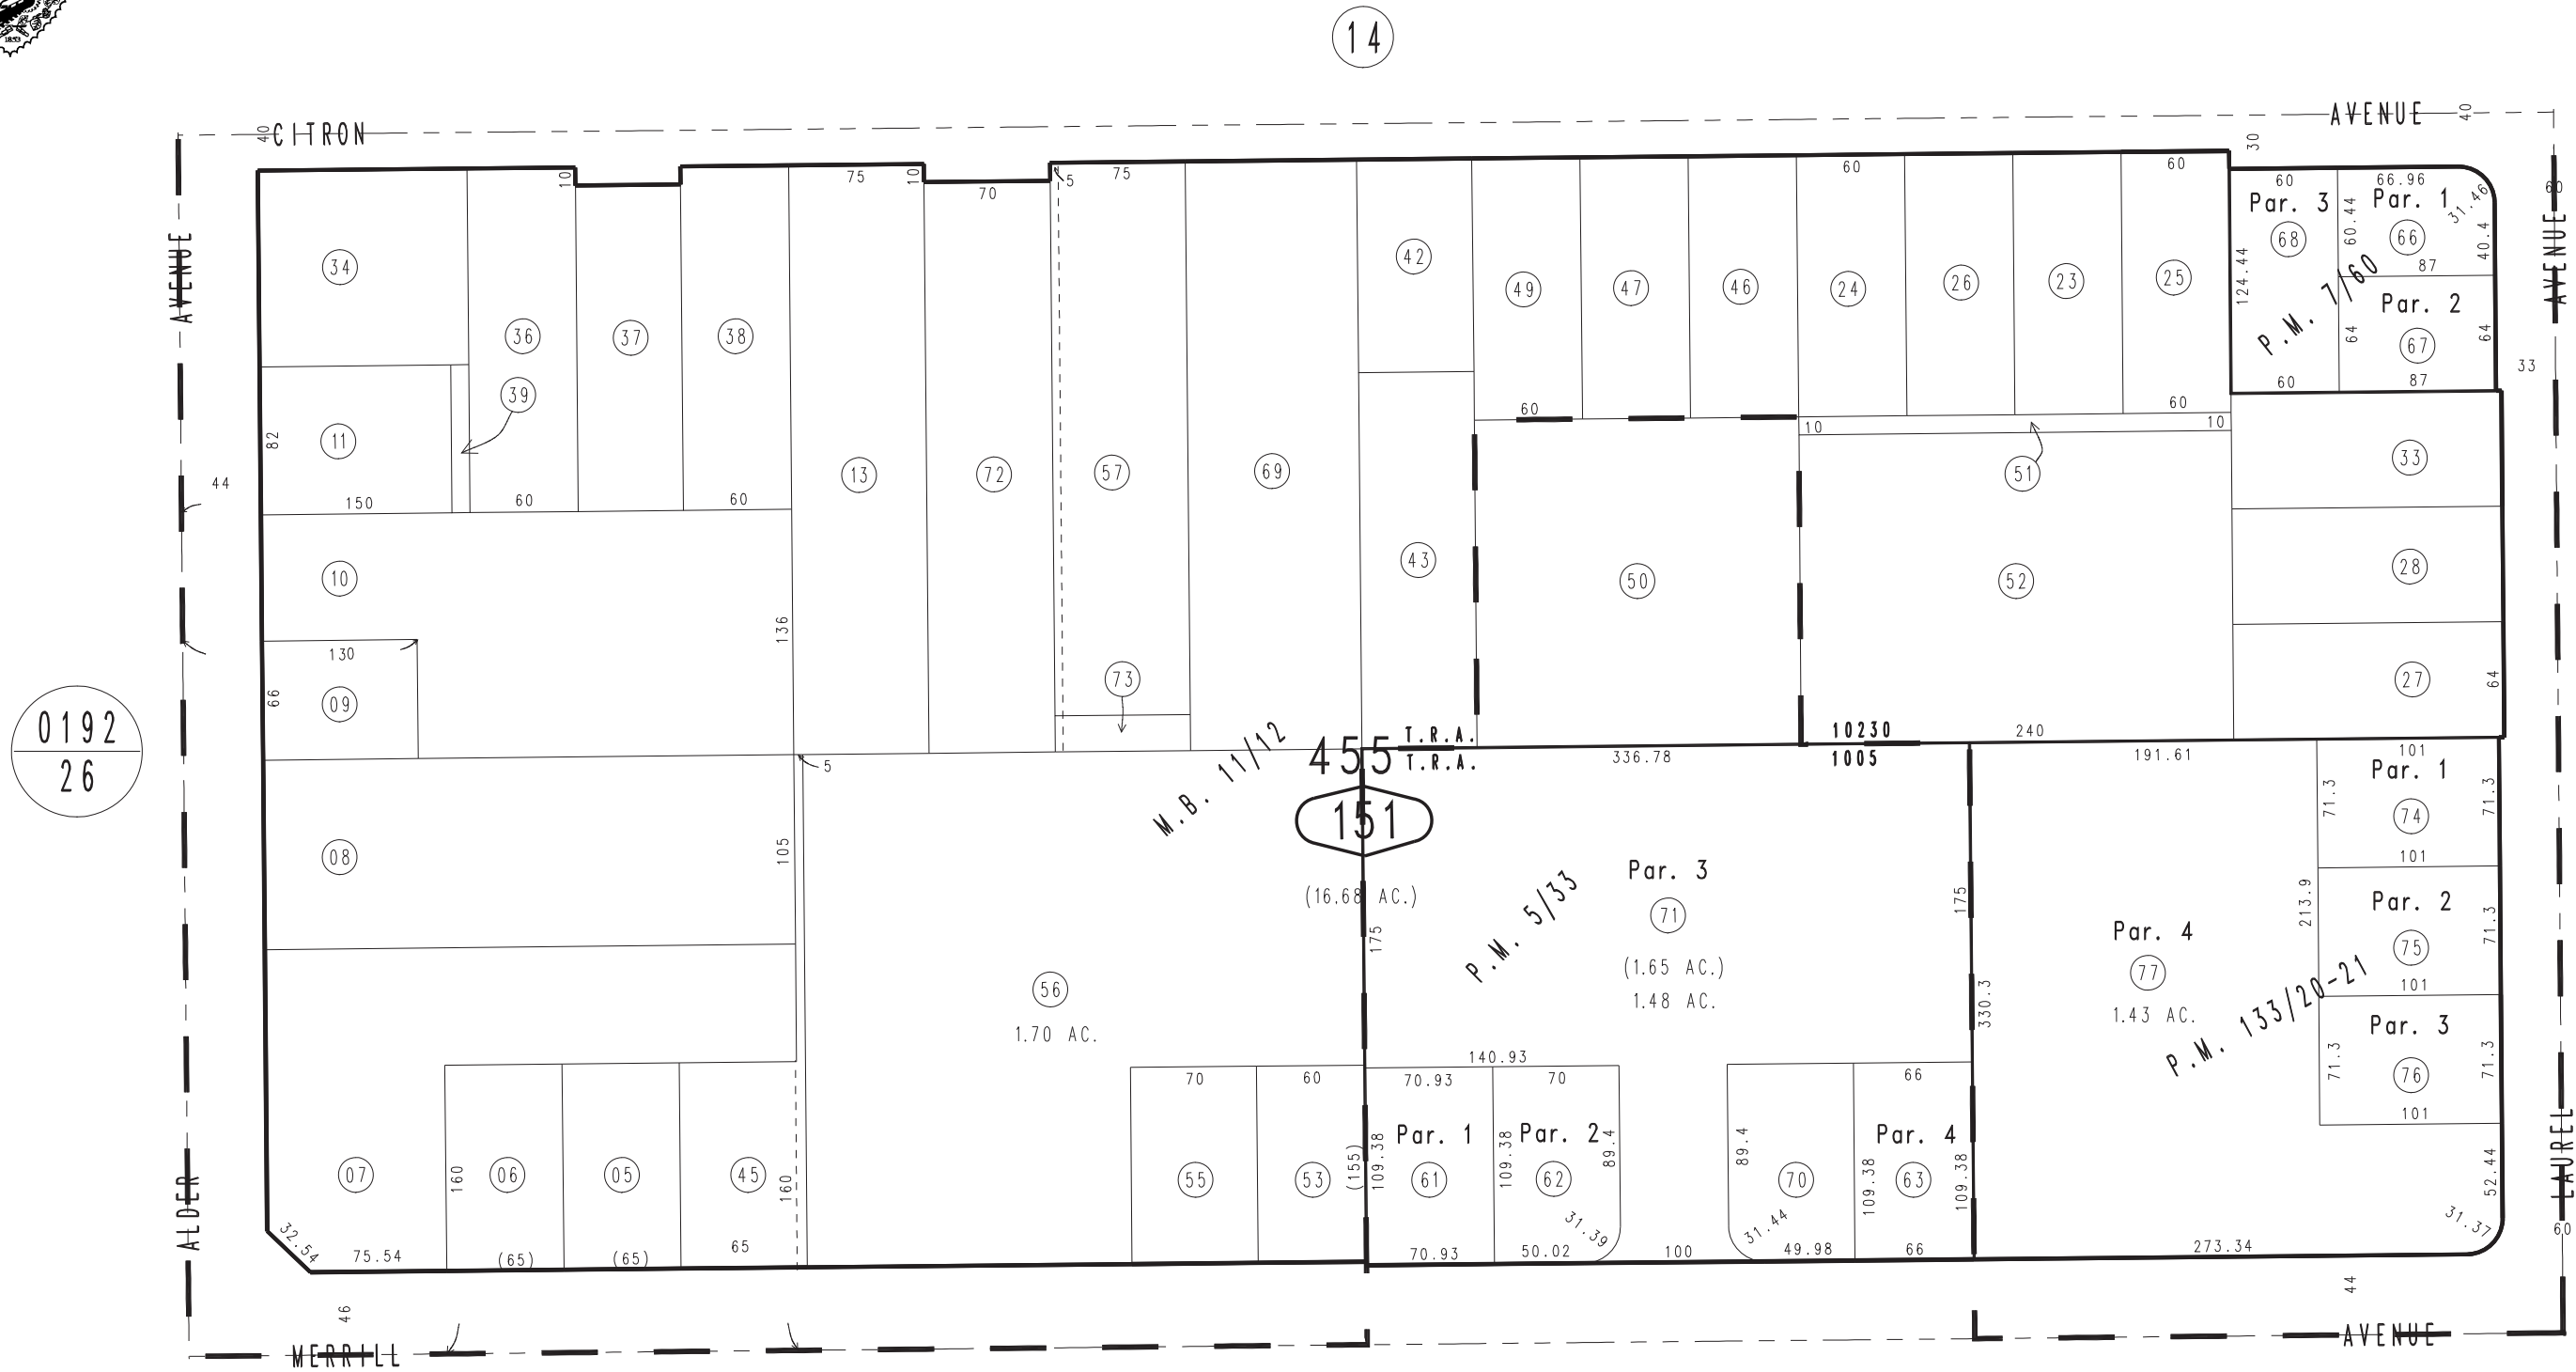 1853
14
40 CITRON AVENUE 40
30
10 75 10 70 5 75 60 60
60 66.96
60
Par. 3 Par. 1 31.46
68 60.44 66 40.4
124.44 87
P.M. 7/60
Par. 2
64 67 64
60 87
33
AVENUE
AVENUE
34 36 37 38 42 49 47 46 24 26 23 25
39
82 11
150 60 60
44
60 60
10 10
13 72 57 69 51 33
10 43 50 52 28
136
130
66 09 73 27 64
0192
26
M.B. 11/12
455
T.R.A. 10230 240
T.R.A. 336.78 1005 191.61 101
5
151
08 105
(16.68 AC.)
175
P.M. 5/33
Par. 3
71
(1.65 AC.)
1.48 AC.
175
330.3
Par. 4
77
1.43 AC.
P.M. 133/20-21
213.9
Par. 1
71.3 74 71.3
101
Par. 2
75 71.3
101
Par. 3
71.3 76 71.3
101
56
1.70 AC.
140.93
70 60 70.93 70 66
Par. 1 Par. 2 Par. 4
07 160 06 05 45 160 55 53 (155) 109.38 61 109.38 62 89.4 89.4 70 109.38 63 109.38 52.44
32.54 31.39 31.44 31.37
75.54 (65) (65) 65 70.93 50.02 100 49.98 66 273.34
ALDER
LAUREL
60
46 44
MERRILL AVENUE